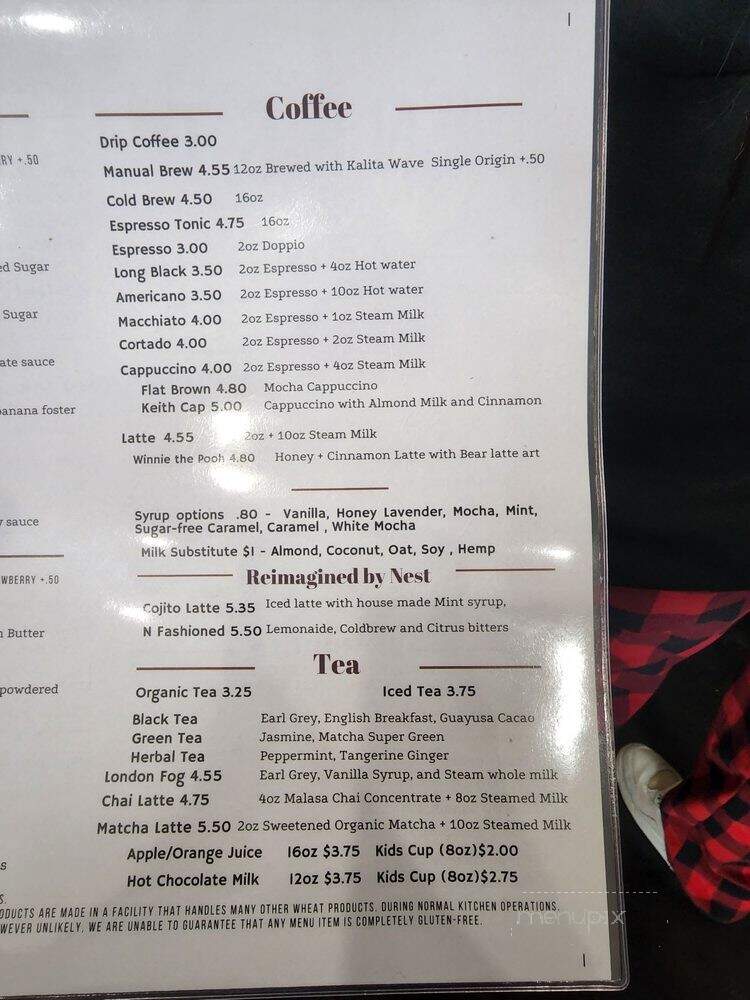 Coffee
Drip Coffee 3.00
RY +.50
Manual Brew 4.55 12oz Brewed with Kalita Wave Single Origin +.50
Cold Brew 4.50 16oz
Espresso Tonic 4.75 16oz
Espresso 3.00 2oz Doppio
ed Sugar
Long Black 3.50 2oz Espresso + 4oz Hot water
Americano 3.50 2oz Espresso + 10oz Hot water
Sugar
Macchiato 4.00 2oz Espresso + 1oz Steam Milk
Cortado 4.00 2oz Espresso + 2oz Steam Milk
ate sauce
Cappuccino 4.00 2oz Espresso + 4oz Steam Milk
Flat Brown 4.80 Mocha Cappuccino
anana foster
Keith Cap 5.00 Cappuccino with Almond Milk and Cinnamon
Latte 4.55 2oz + 10oz Steam Milk
Winnie the Pooh 4.80 Honey + Cinnamon Latte with Bear latte art
y sauce
Syrup options .80 - Vanilla, Honey Lavender, Mocha, Mint,
Sugar-free Caramel, Caramel , White Mocha
Milk Substitute $1 - Almond, Coconut, Oat, Soy , Hemp
WBERRY +.50
Reimagined by Nest
Cojito Latte 5.35 Iced latte with house made Mint syrup,
Butter
N Fashioned 5.50 Lemonaide, Coldbrew and Citrus bitters
Tea
powdered
Organic Tea 3.25 Iced Tea 3.75
Black Tea Earl Grey, English Breakfast, Guayusa Cacao
Green Tea Jasmine, Matcha Super Green
Herbal Tea Peppermint, Tangerine Ginger
London Fog 4.55 Earl Grey, Vanilla Syrup, and Steam whole milk
Chai Latte 4.75 4oz Malasa Chai Concentrate + 8oz Steamed Milk
Matcha Latte 5.50 2oz Sweetened Organic Matcha + 10oz Steamed Milk
Apple/Orange Juice 16oz $3.75 Kids Cup (8oz)$2.00
Hot Chocolate Milk 12oz $3.75 Kids Cup (8oz)$2.75
s
S.
ODUCTS ARE MADE IN A FACILITY THAT HANDLES MANY OTHER WHEAT PRODUCTS. DURING NORMAL KITCHEN OPERATIONS.
WEVER UNLIKELY, WE ARE UNABLE TO GUARANTEE THAT ANY MENU ITEM IS COMPLETELY GLUTEN-FREE.
menupix